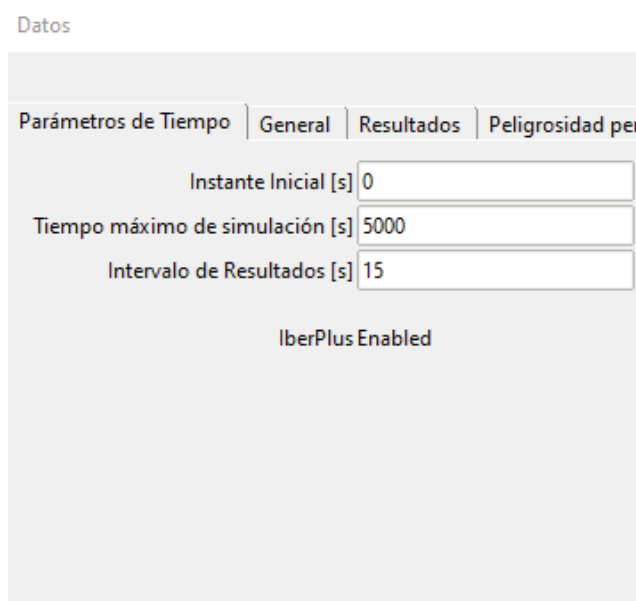 Datos
Parámetros de Tiempo General Resultados Peligrosidad
Instante Inicial [s] 0
Tiempo máximo de simulación [s] 5000
Intervalo de Resultados [s] 15
IberPlus Enabled